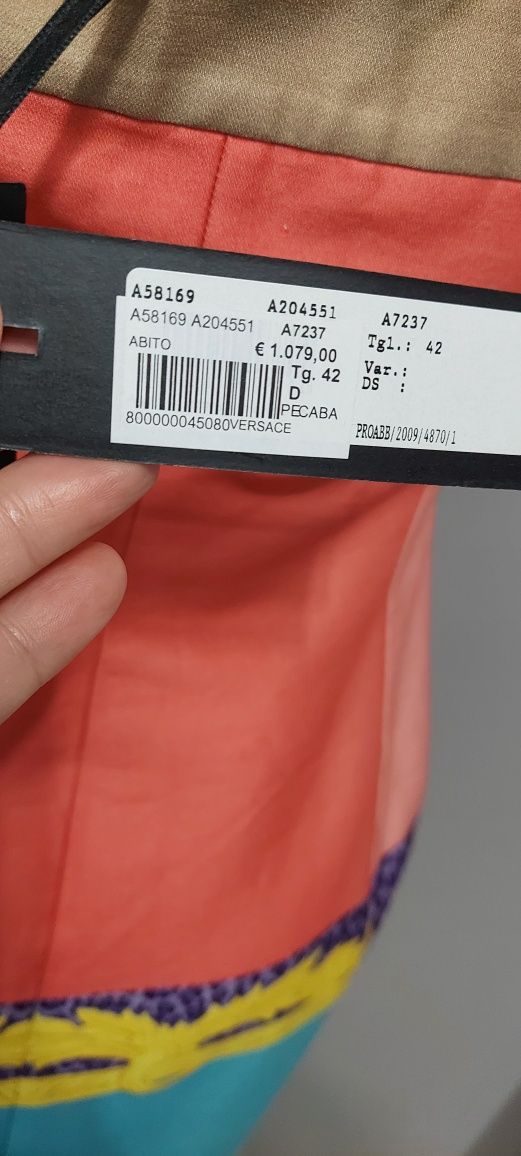 A58169 A204551 A7237
A58169 A204551 A7237
Tgl.: 42
ABITO € 1.079,00
Var.:
Tg. 42
DS :
D
PECABA
800000045080VERSACE
PROABB/2009/4870/1